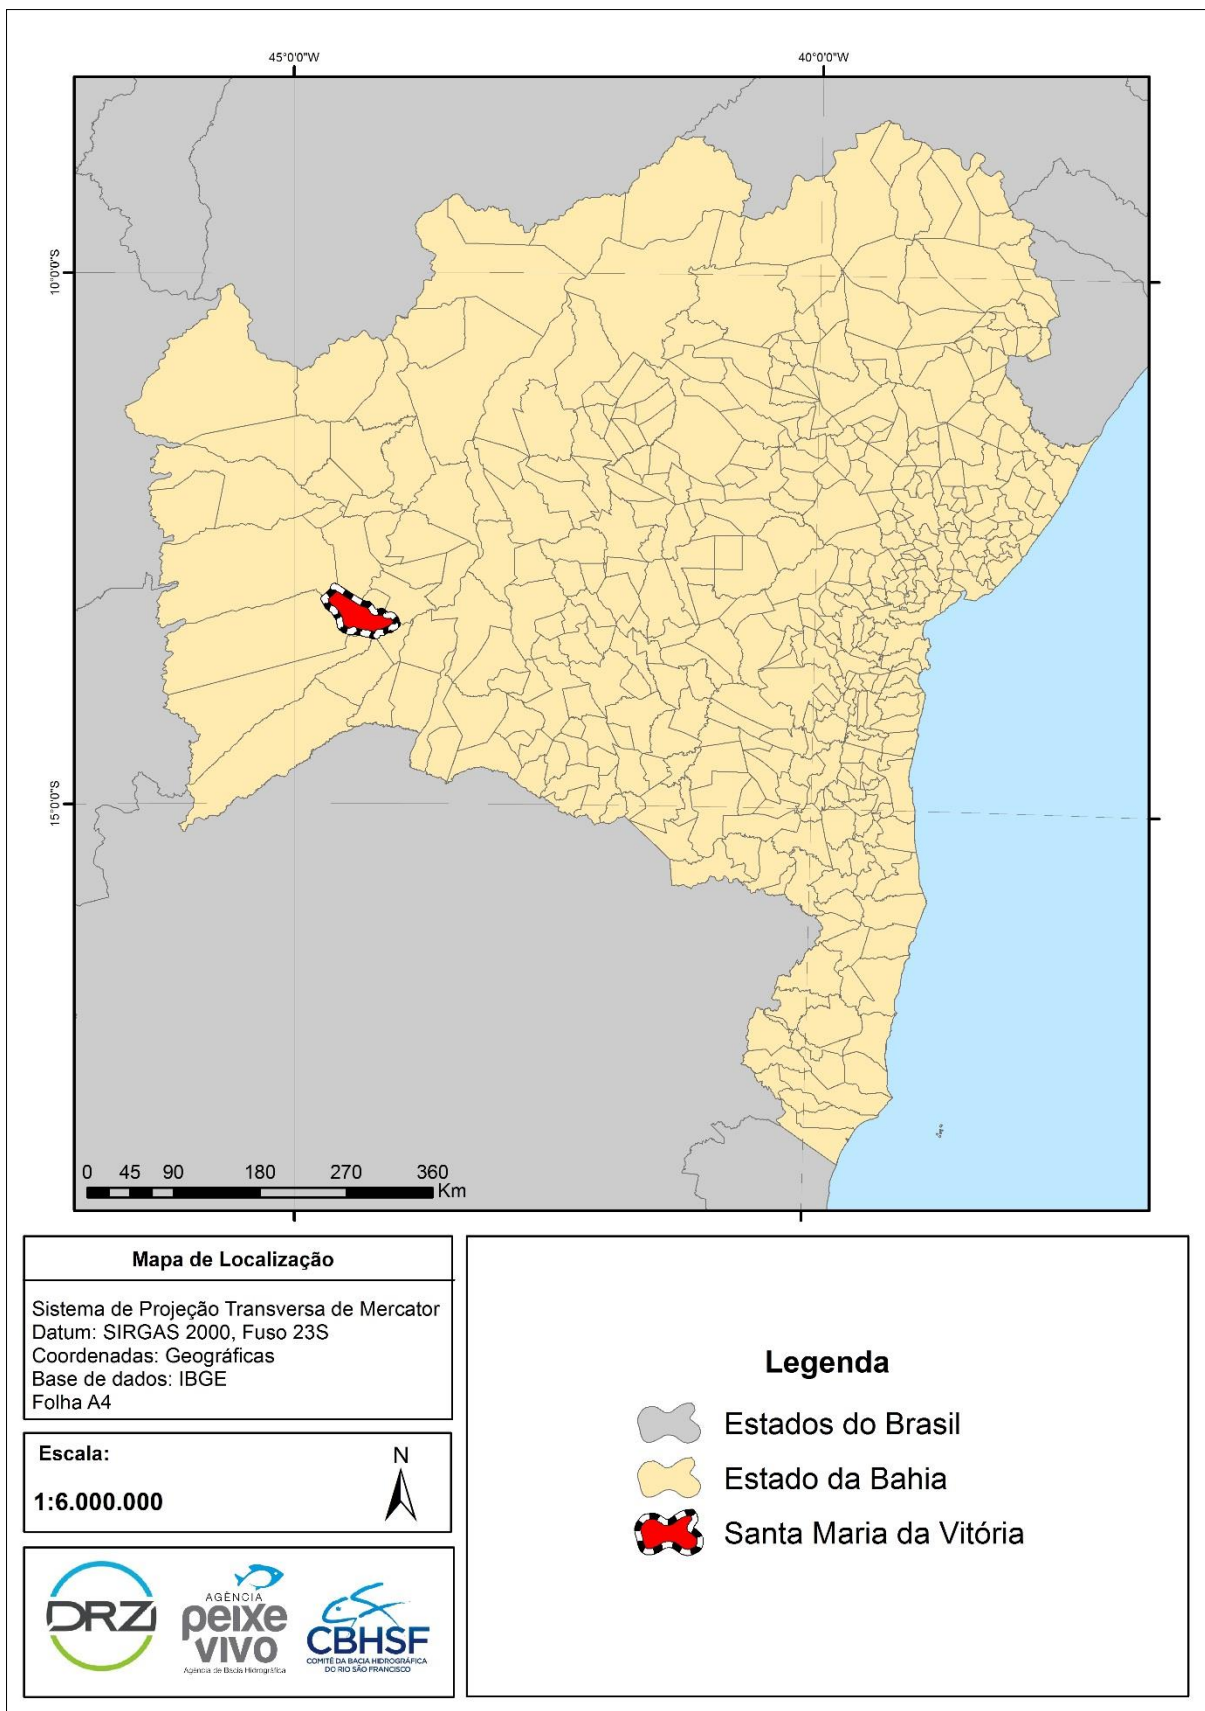 45°0'0"W
40°0'0"W
10°0'0"S
15°0'0"S
0 45 90 180 270 360
Km
Mapa de Localização
Sistema de Projeção Transversa de Mercator
Datum: SIRGAS 2000, Fuso 23S
Coordenadas: Geográficas
Base de dados: IBGE
Folha A4
Escala:
N
1:6.000.000
DRZ
AGÊNCIA
peixe
VIVO
Agência de Bacia Hidrográfica
CBHSF
COMITÊ DA BACIA HIDROGRÁFICA
DO RIO SÃO FRANCISCO
Legenda
Estados do Brasil
Estado da Bahia
Santa Maria da Vitória